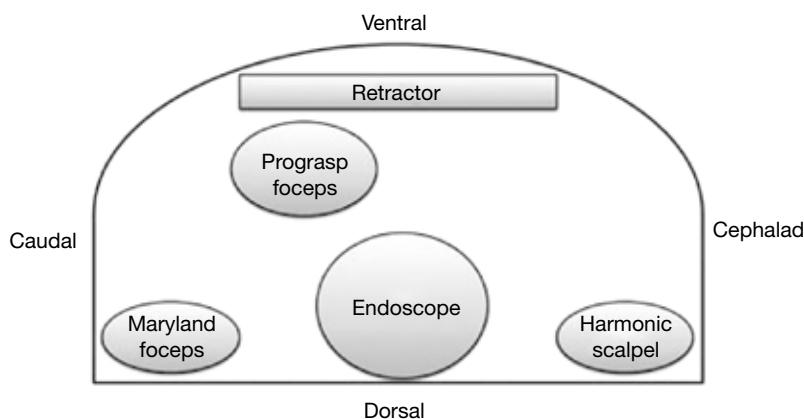 Ventral
Retractor
Prograsp
foceps
Caudal
Cephalad
Endoscope
Maryland
foceps
Harmonic
scalpel
Dorsal